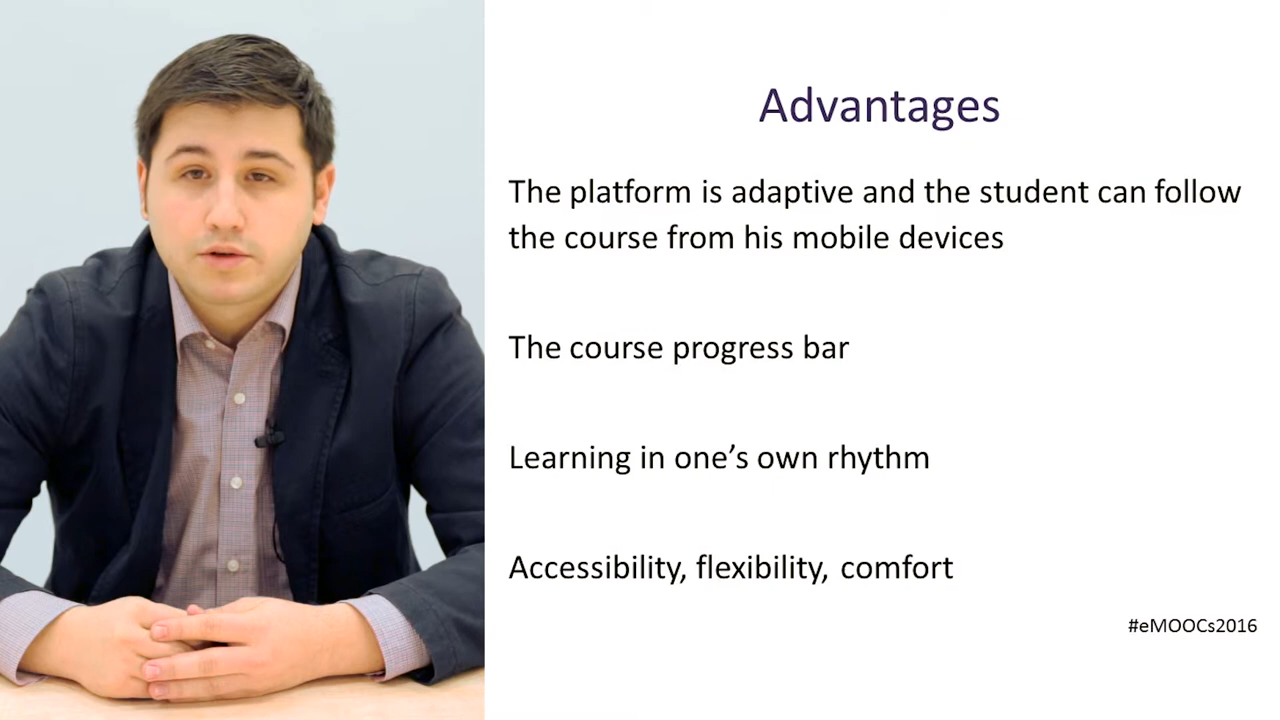 Advantages
The platform is adaptive and the student can follow
the course from his mobile devices
The course progress bar
Learning in one’s own rhythm
Accessibility, flexibility, comfort
#eMOOCs2016